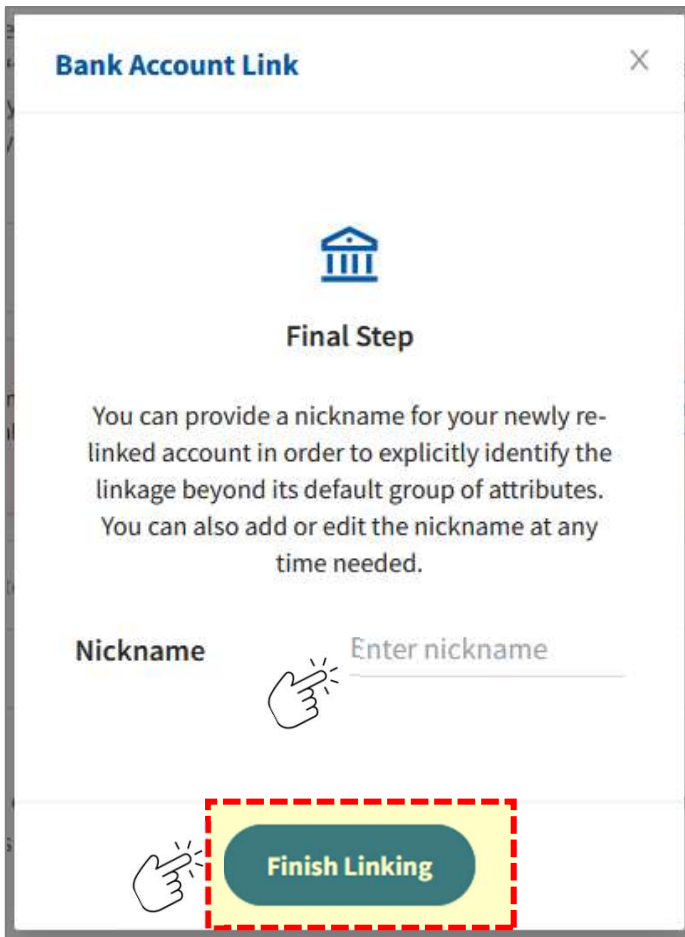 Bank Account Link
Final Step
You can provide a nickname for your newly re-
linked account in order to explicitly identify the
linkage beyond its default group of attributes.
You can also add or edit the nickname at any
time needed.
Nickname Enter nickname
Finish Linking